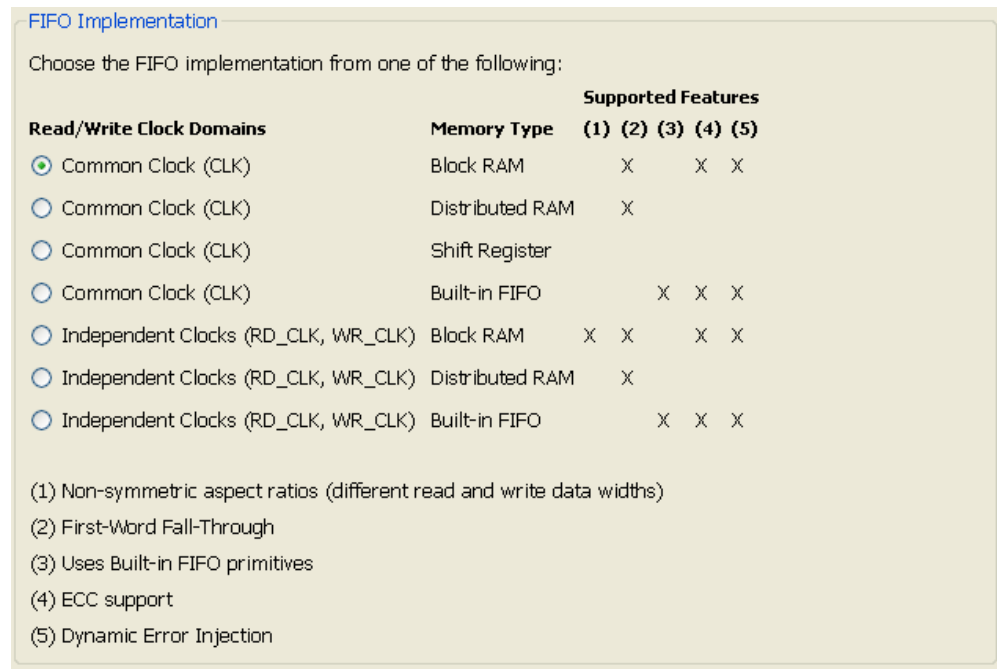 FIFO Implementation
Choose the FIFO implementation from one of the following:
Supported Features
Read/Write Clock Domains Memory Type (1) (2) (3) (4) (5)
Common Clock (CLK) Block RAM X X X
Common Clock (CLK) Distributed RAM X
Common Clock (CLK) Shift Register
Common Clock (CLK) Built-in FIFO X X X
Independent Clocks (RD_CLK, WR_CLK) Block RAM X X X X
Independent Clocks (RD_CLK, WR_CLK) Distributed RAM X
Independent Clocks (RD_CLK, WR_CLK) Built-in FIFO X X X
(1) Non-symmetric aspect ratios (different read and write data widths)
(2) First-Word Fall-Through
(3) Uses Built-in FIFO primitives
(4) ECC support
(5) Dynamic Error Injection